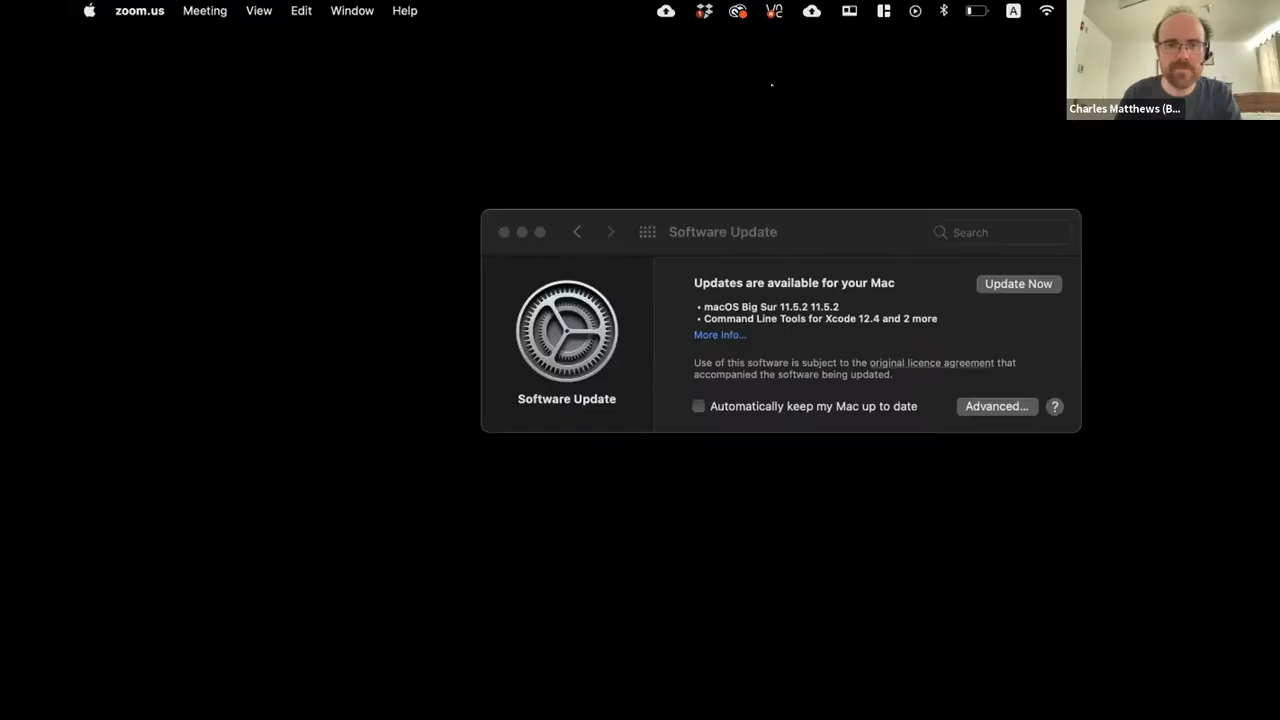 zoom.us Meeting View Edit Window Help
A
Charles Matthews (B...
Software Update
Search
Updates are available for your Mac
Update Now
• macOS Big Sur 11.5.2 11.5.2
• Command Line Tools for Xcode 12.4 and 2 more
More Info...
Use of this software is subject to the original licence agreement that
accompanied the software being updated.
Software Update
Automatically keep my Mac up to date
Advanced...
?